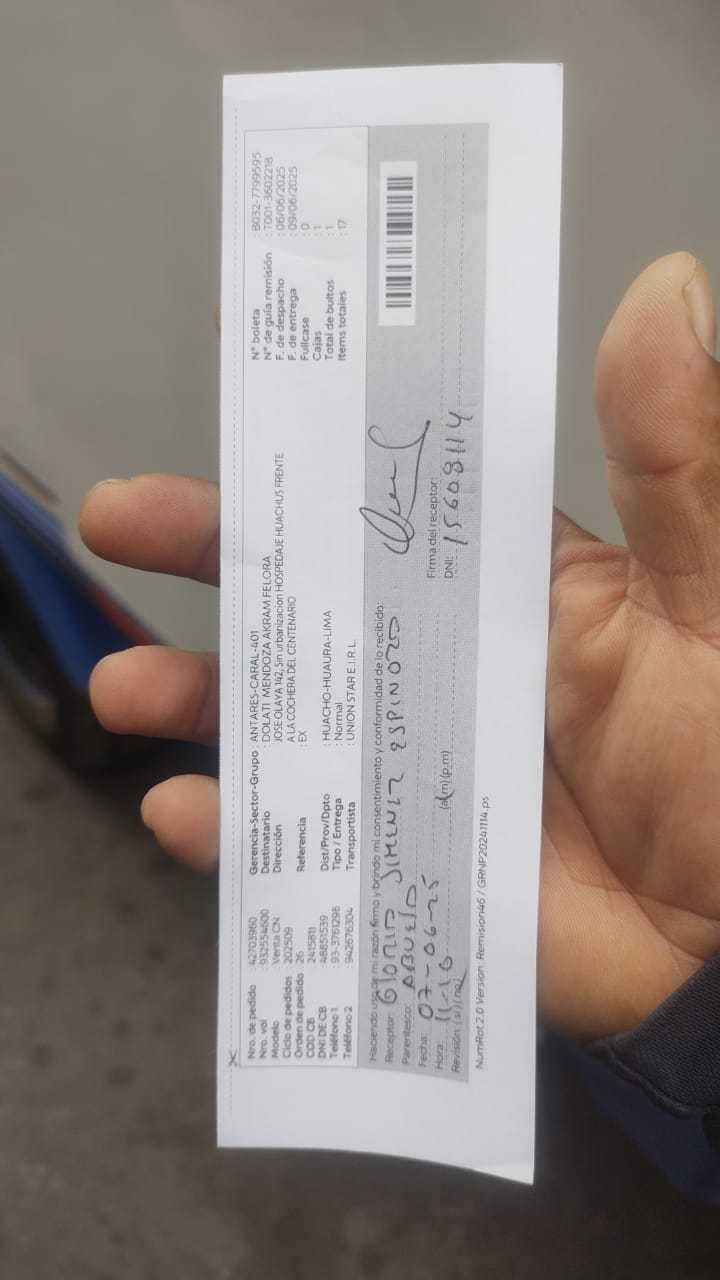 Nro. de pedido 42703960
Nro. vol 932554600
Modelo Venta CN
Ciclo de pedidos 202509
Orden de pedido 26
COD CB 2415811
DNI DE CB 48851539
Teléfono 1 93-3761298
Teléfono 2 942676304
Gerencia-Sector-Grupo : ANTARES-CARAL-401
Destinatario DOLATI MENDOZA AKRAM FELORA
Dirección JOSE OLAYA 142, Sin urbanizacion HOSPEDAJE HUACHUS FRENTE
A LA COCHERA DEL CENTENARIO
Referencia : EX
Dist/Prov/Dpto : HUACHO-HUAURA-LIMA
Tipo / Entrega : Normal
Transportista : UNION STAR E.I.R.L.
N° boleta : B032-7799595
N° de guía remisión : T001-3602218
F. de despacho : 06/06/2025
F. de entrega : 09/06/2025
Fullcase : 0
Cajas : 1
Total de bultos : 1
Items totales : 17
Haciendo uso de mi razón firmo y brindo mi consentimiento y conformidad de lo recibido:
Receptor: GLORIA JIMENEZ ESPINOZO
Parentesco: ABUELA
Fecha: 07-06-25
Hora: 11-10 (a.m) (p.m)
Revisión: (si) (no)
Firma del receptor:
DNI: 15608114
NumRot 2.0 Version: Remision46 / GRNP20241114.ps